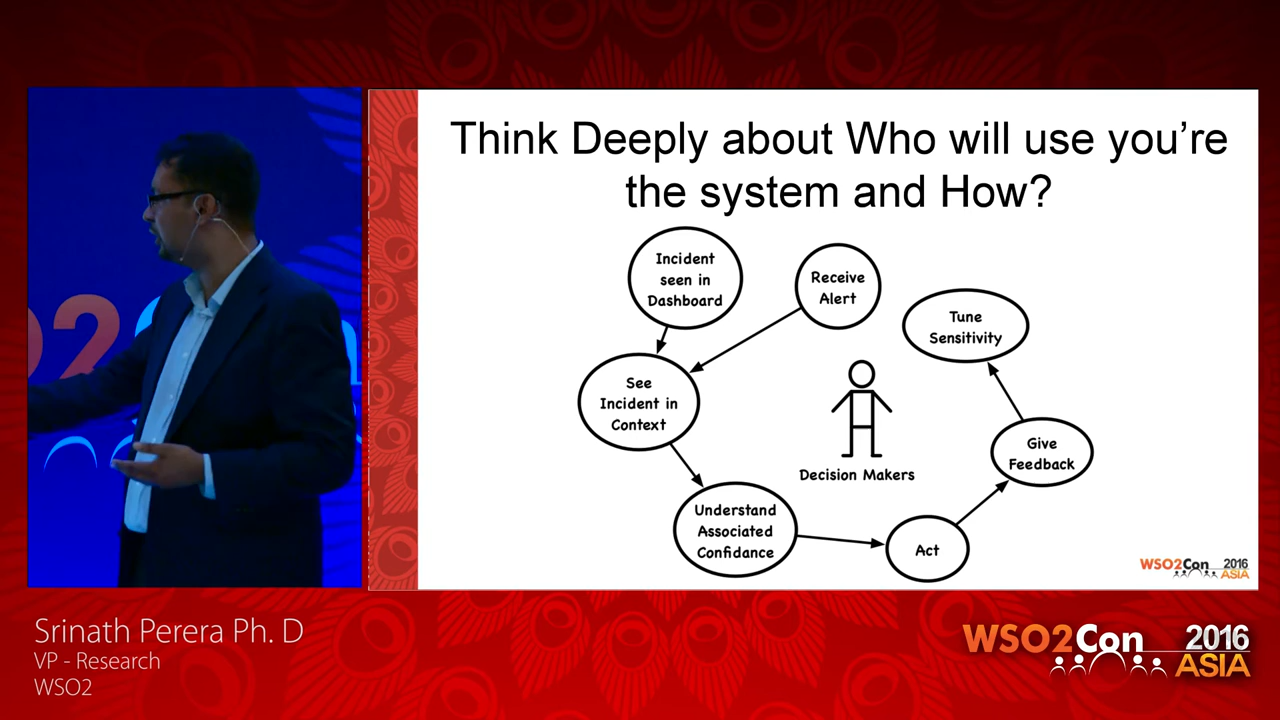 Think Deeply about Who will use you're
the system and How?
Incident
seen in
Dashboard
Receive
Alert
Tune
Sensitivity
See
Incident in
Context
Give
Feedback
Decision Makers
Understand
Associated
Confidance
Act
WSO2Con 2016
ASIA
Srinath Perera Ph. D
VP - Research
WSO2
WSO2Con 2016
ASIA